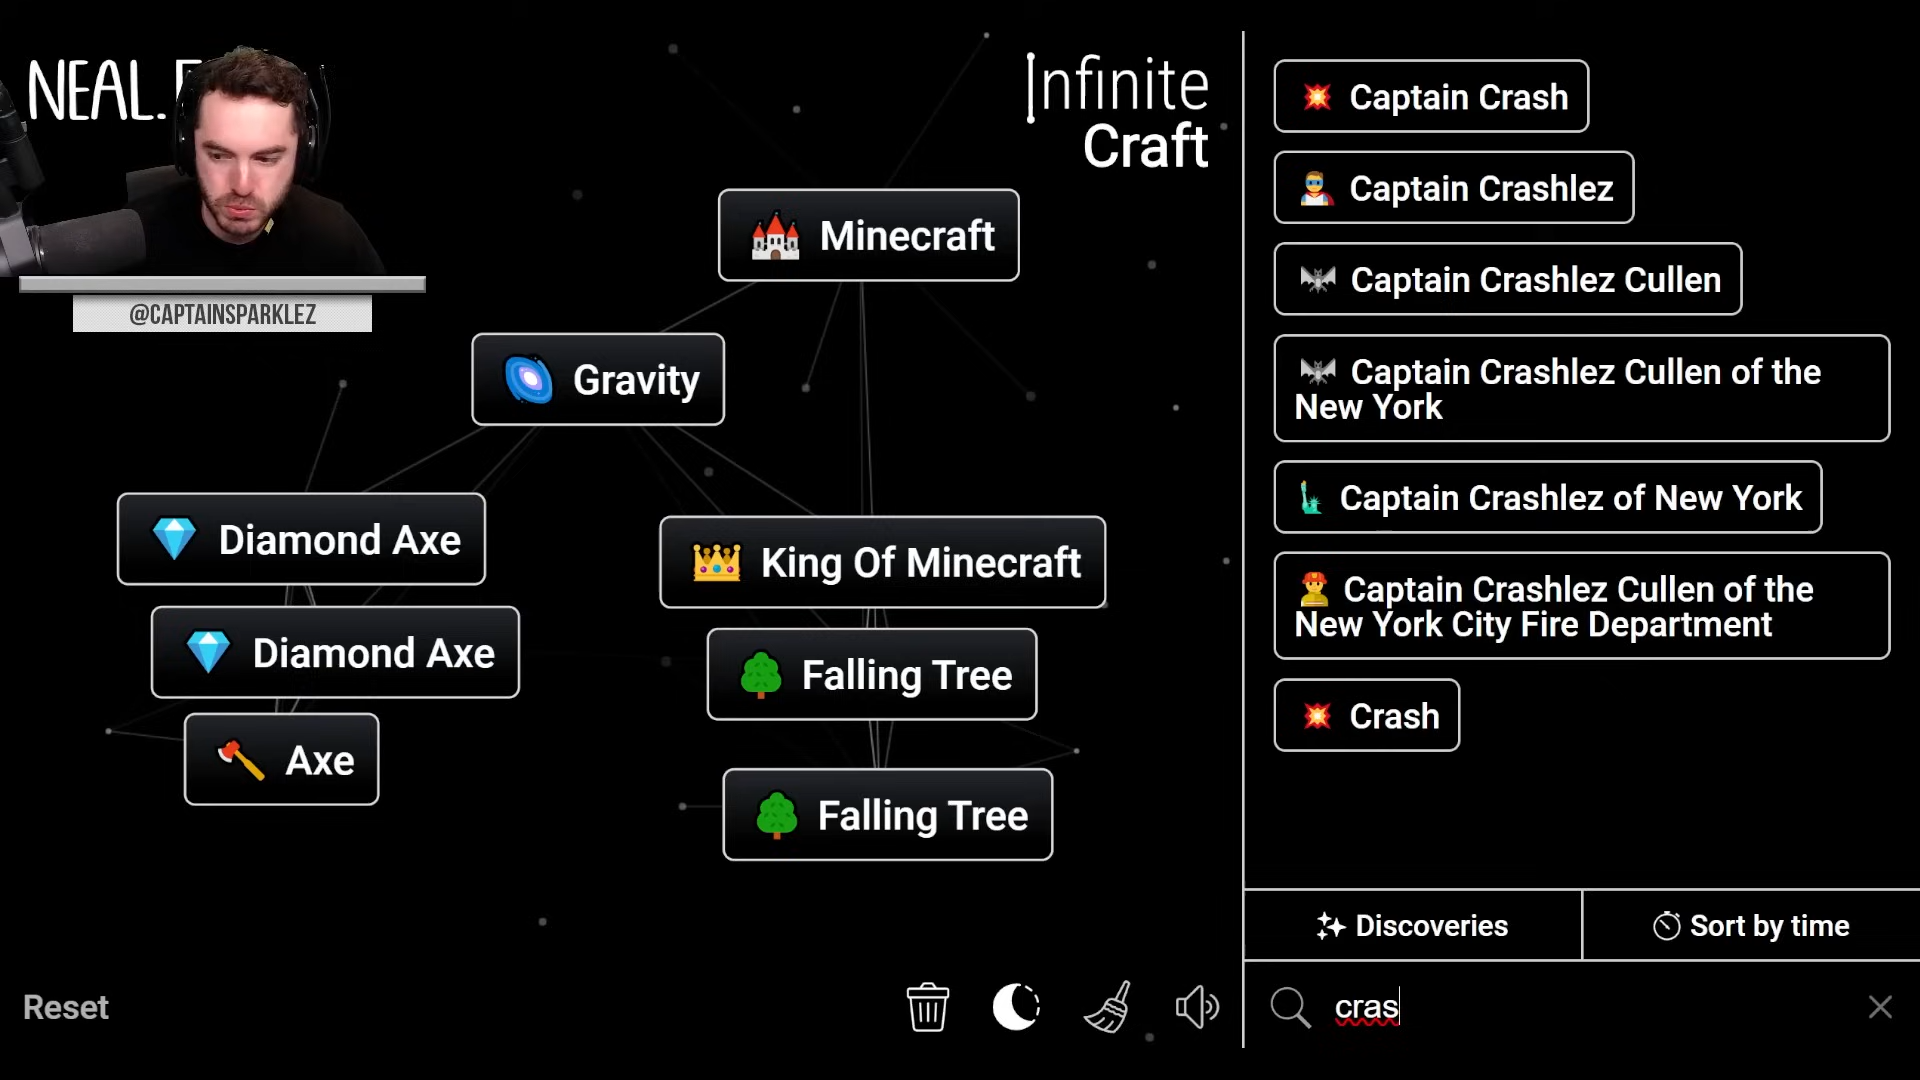 NEAL.
@CAPTAINSPARKLEZ
Infinite
Craft
Minecraft
Gravity
Diamond Axe
Diamond Axe
Axe
King Of Minecraft
Falling Tree
Falling Tree
Reset
Captain Crash
Captain Crashlez
Captain Crashlez Cullen
Captain Crashlez Cullen of the
New York
Captain Crashlez of New York
Captain Crashlez Cullen of the
New York City Fire Department
Crash
Discoveries
Sort by time
cras